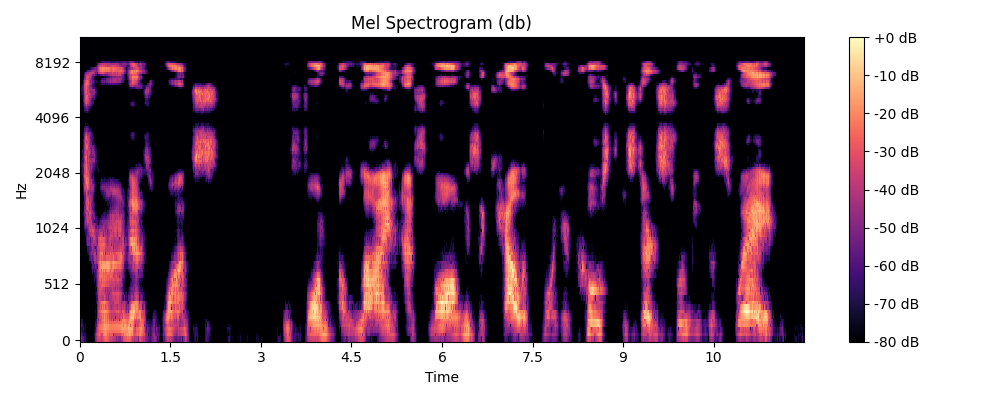 Mel Spectrogram (db)
8192
4096
2048
1024
512
0
Hz
0 1.5 3 4.5 6 7.5 9 10
Time
+0 dB
-10 dB
-20 dB
-30 dB
-40 dB
-50 dB
-60 dB
-70 dB
-80 dB